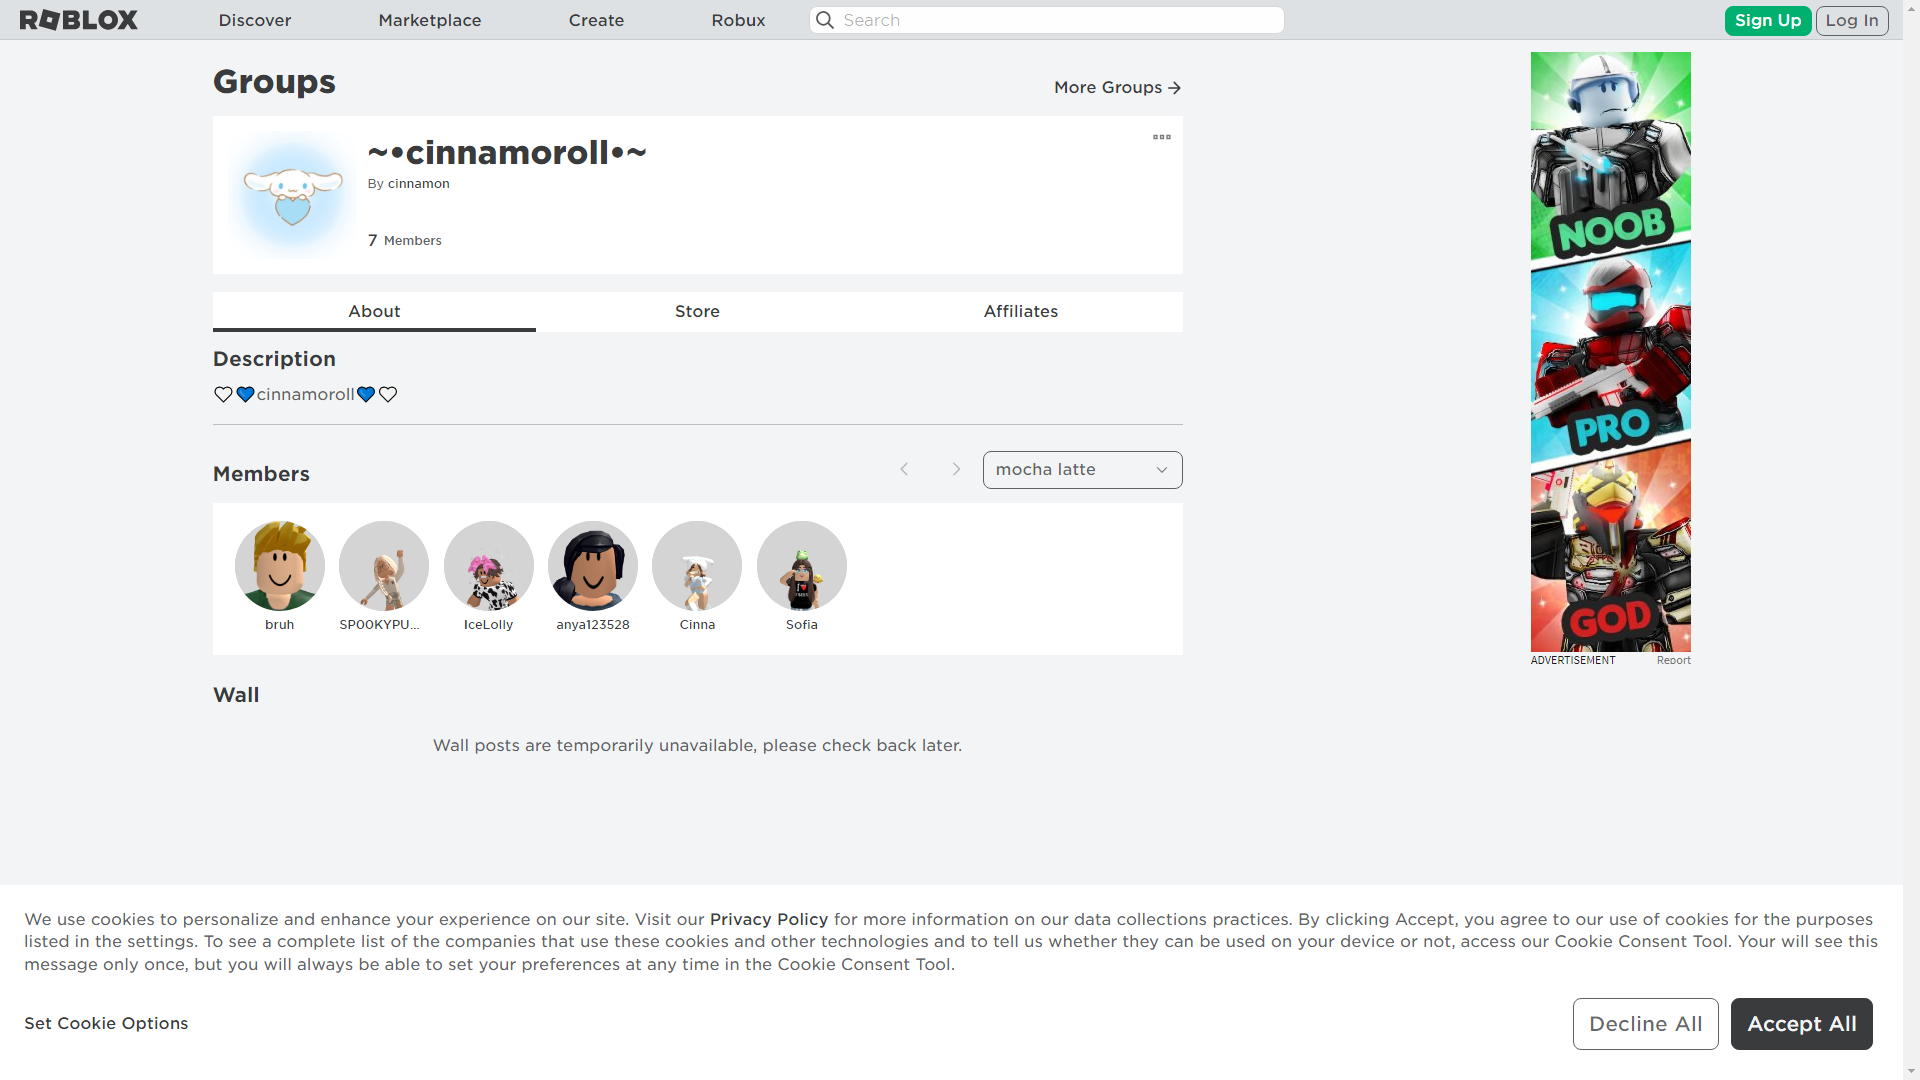 ROBLOX
Discover
Marketplace
Create
Robux
Search
Sign Up
Log In
Groups
More Groups
~•cinnamoroll•~
By cinnamon
7 Members
About
Store
Affiliates
Description
🤍💙cinnamoroll💙🤍
Members
mocha latte
bruh
SP00KYPU...
IceLolly
anya123528
Cinna
Sofia
Wall
Wall posts are temporarily unavailable, please check back later.
NOOB
PRO
GOD
ADVERTISEMENT
Report
We use cookies to personalize and enhance your experience on our site. Visit our Privacy Policy for more information on our data collections practices. By clicking Accept, you agree to our use of cookies for the purposes
listed in the settings. To see a complete list of the companies that use these cookies and other technologies and to tell us whether they can be used on your device or not, access our Cookie Consent Tool. Your will see this
message only once, but you will always be able to set your preferences at any time in the Cookie Consent Tool.
Set Cookie Options
Decline All
Accept All